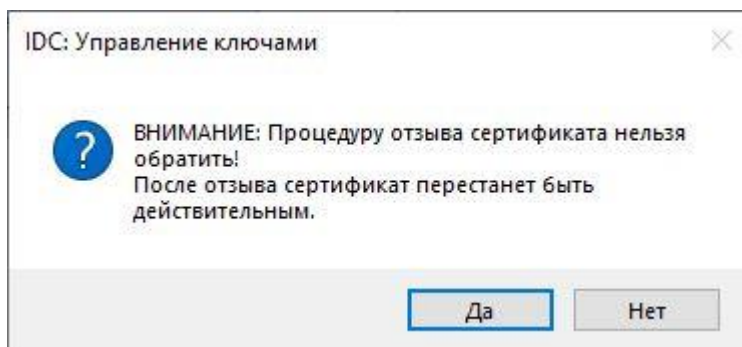 IDC: Управление ключами
ВНИМАНИЕ: Процедуру отзыва сертификата нельзя
обратить!
После отзыва сертификат перестанет быть
действительным.
Да
Нет